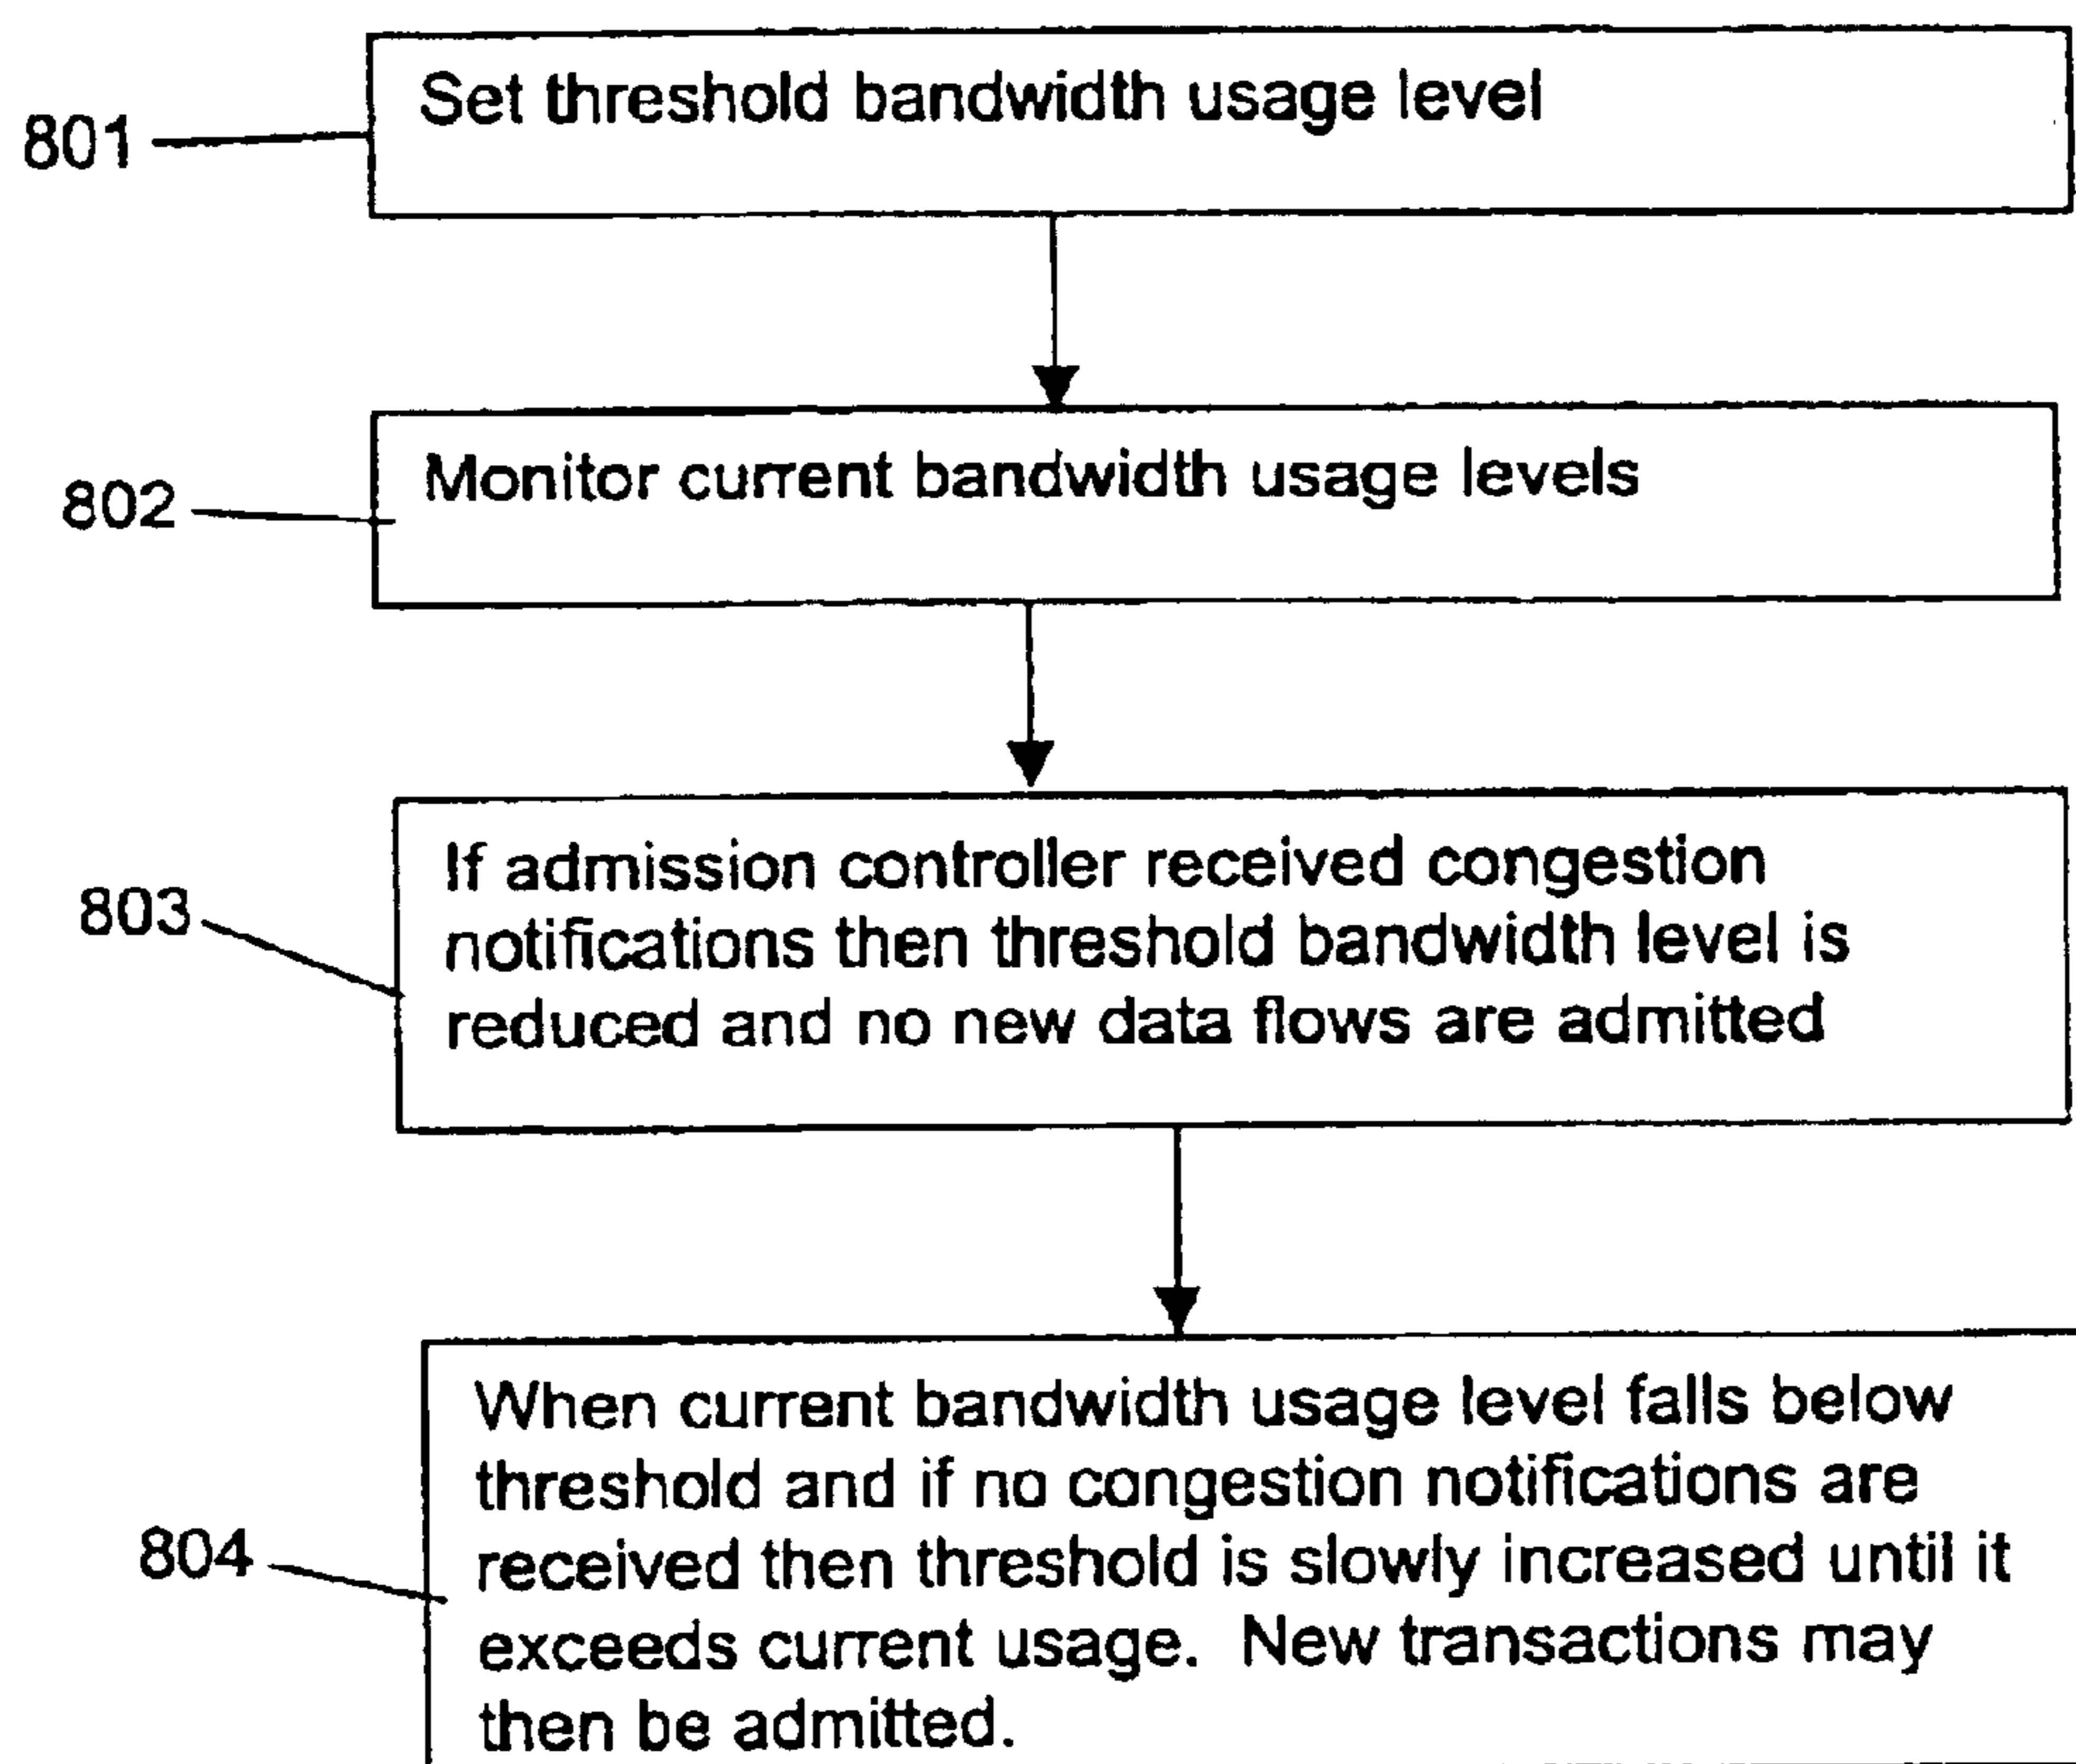 Set threshold bandwidth usage level
801
Monitor current bandwidth usage levels
802
If admission controller received congestion
notifications then threshold bandwidth level is
reduced and no new data flows are admitted
803
When current bandwidth usage level falls below
threshold and if no congestion notifications are
received then threshold is slowly increased until it
exceeds current usage. New transactions may
then be admitted.
804